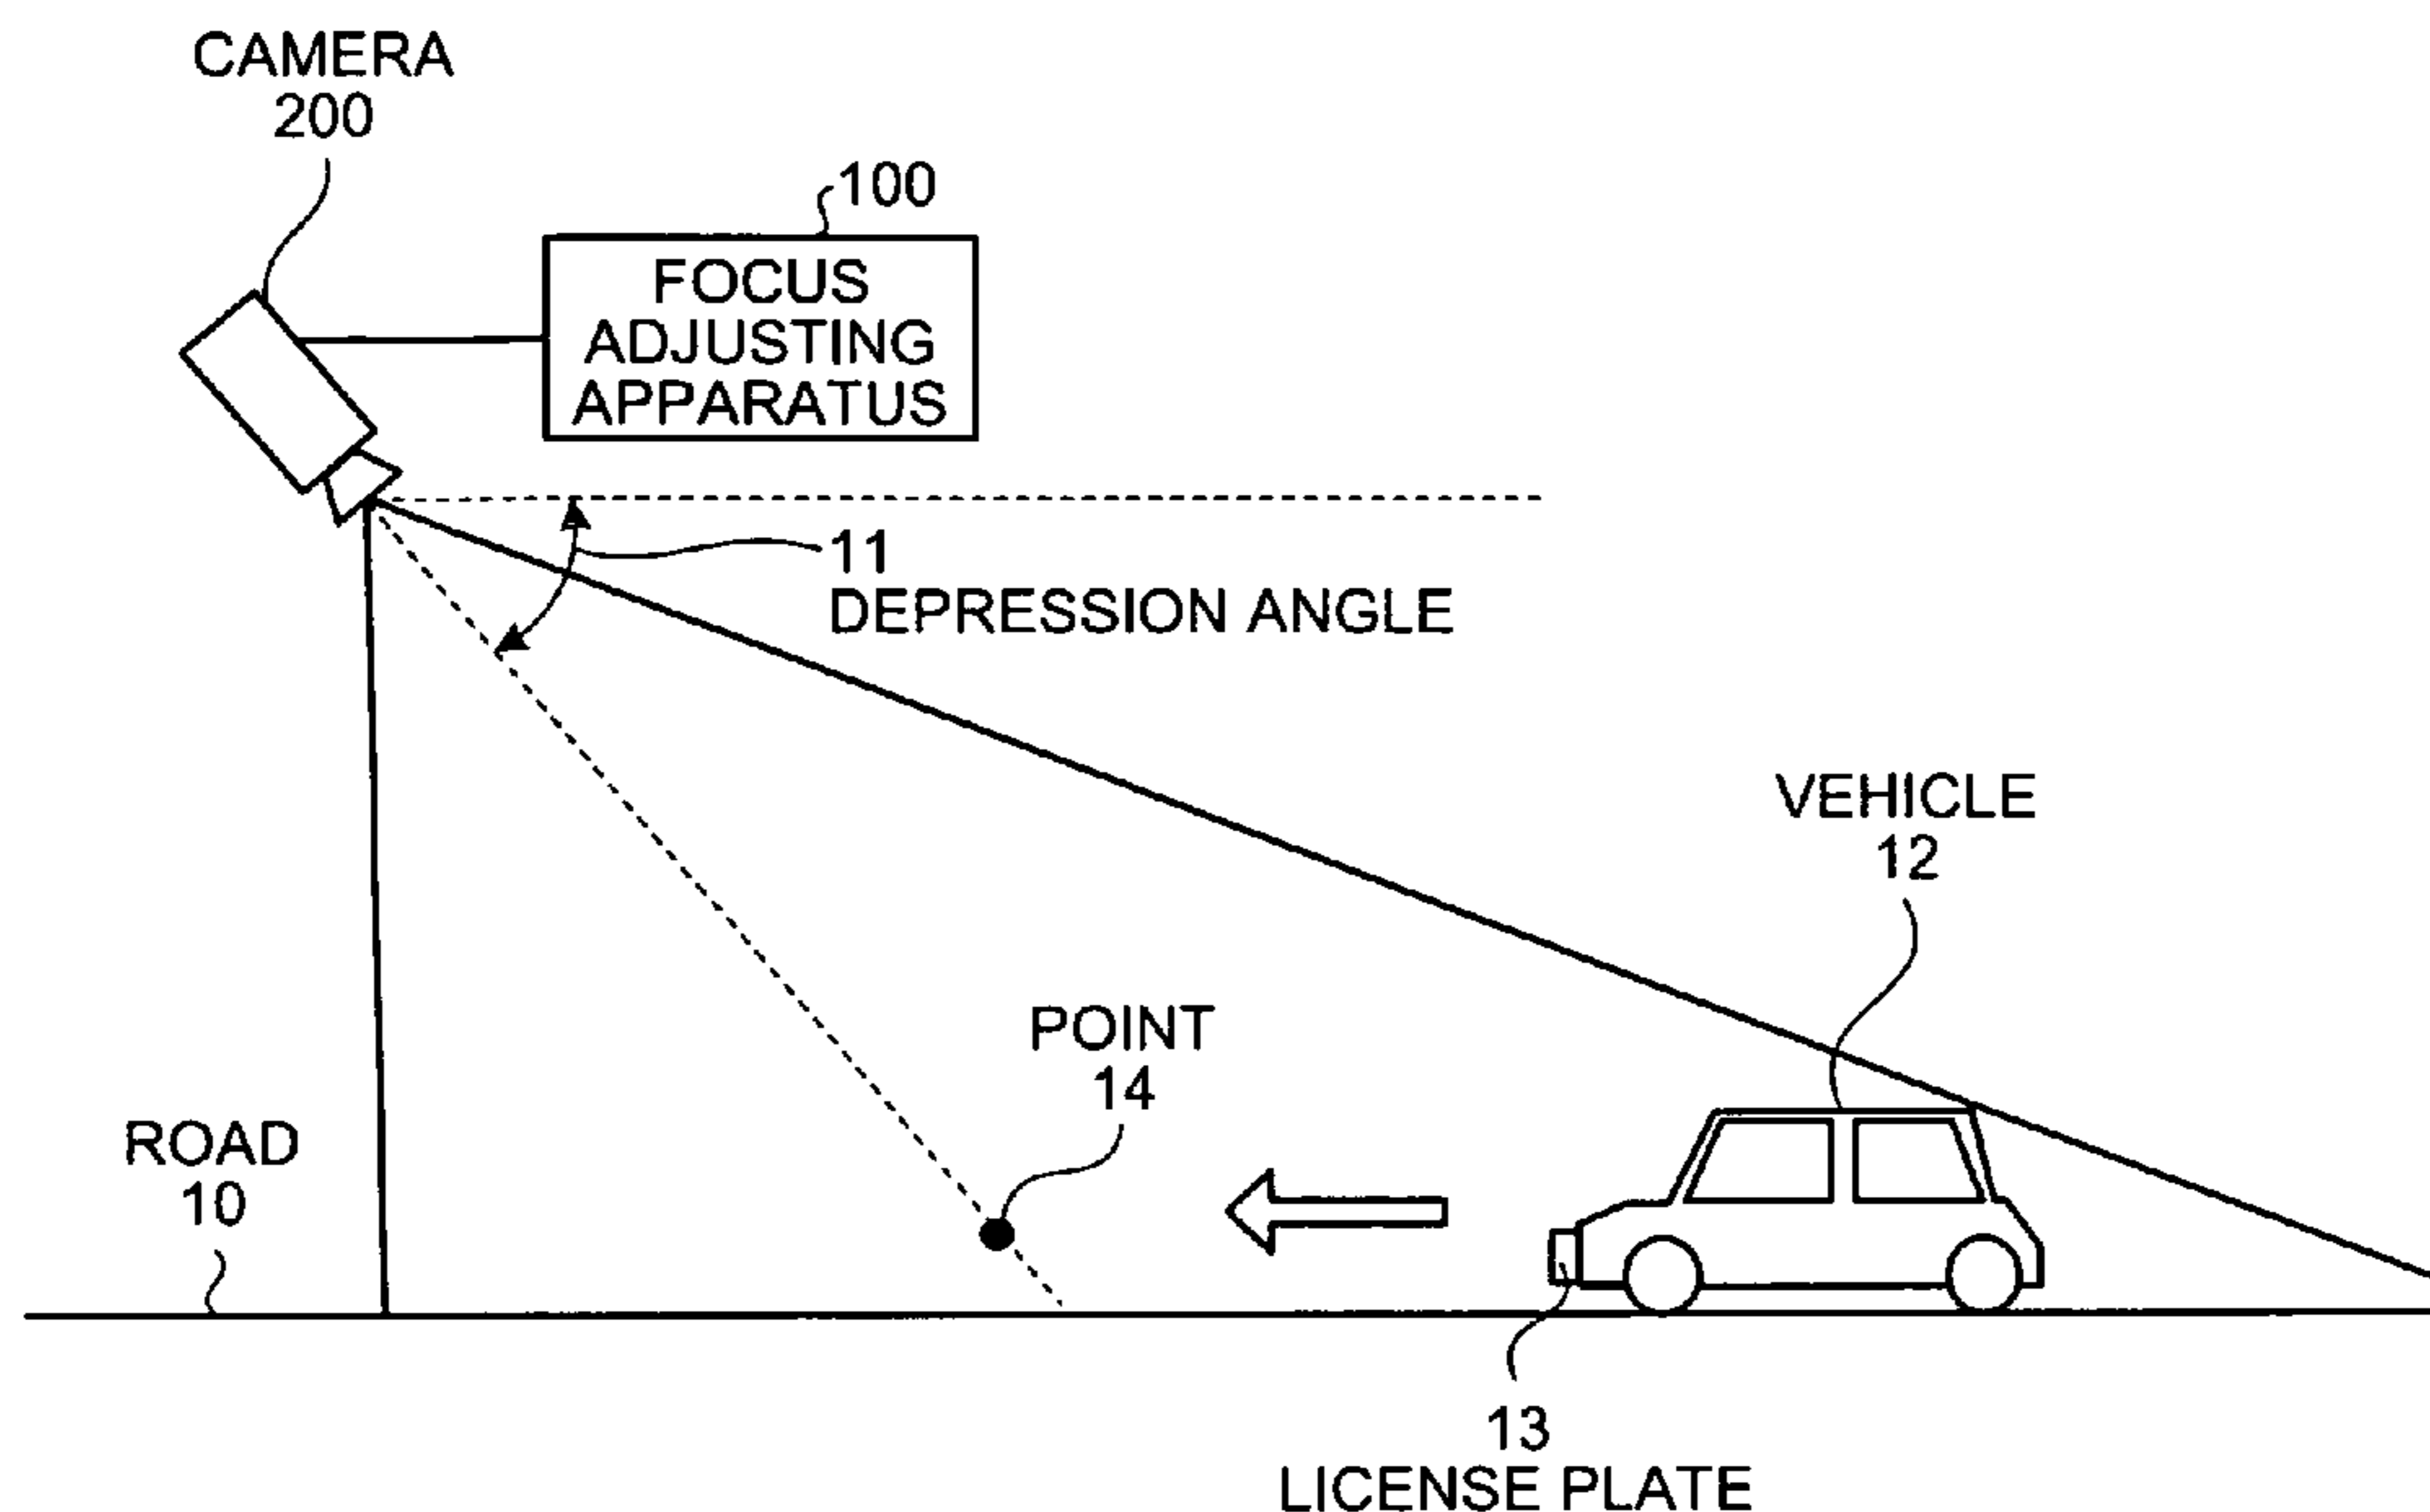 CAMERA
200
100
FOCUS
ADJUSTING
APPARATUS
11
DEPRESSION ANGLE
VEHICLE
12
POINT
14
ROAD
10
13
LICENSE PLATE